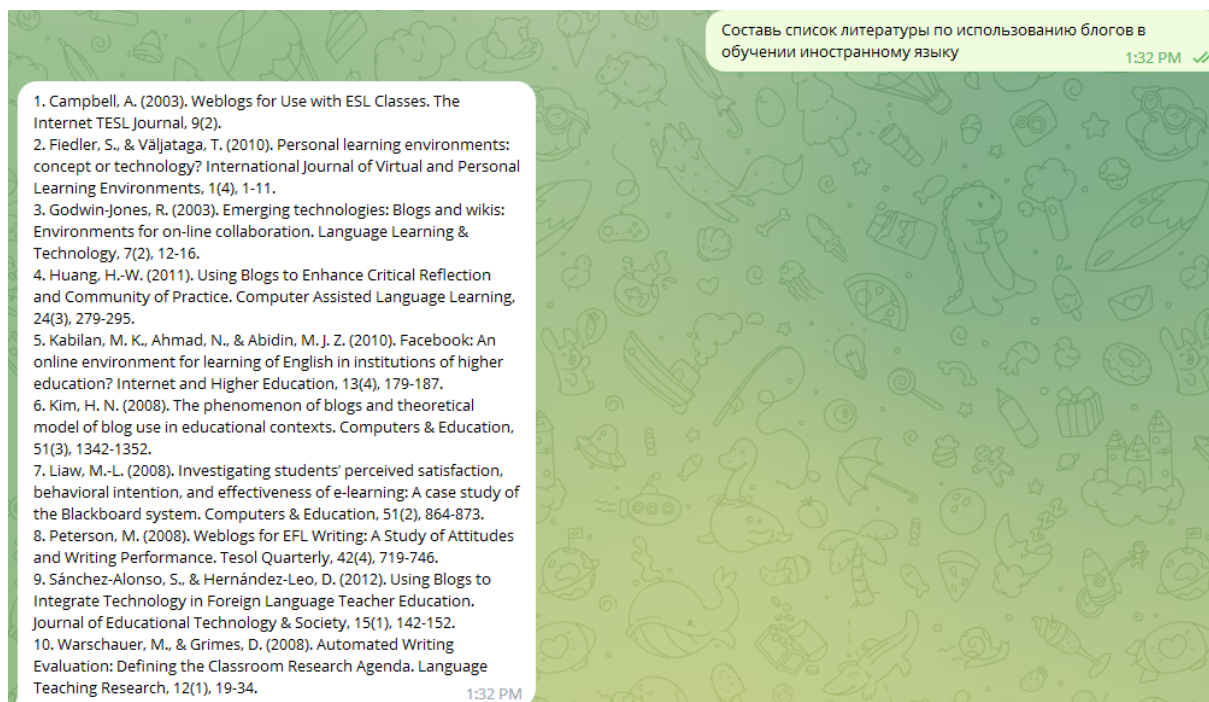 Составь список литературы по использованию блогов в
обучении иностранному языку
1:32 PM
1. Campbell, A. (2003). Weblogs for Use with ESL Classes. The
Internet TESL Journal, 9(2).
2. Fiedler, S., & Väljataga, T. (2010). Personal learning environments:
concept or technology? International Journal of Virtual and Personal
Learning Environments, 1(4), 1-11.
3. Godwin-Jones, R. (2003). Emerging technologies: Blogs and wikis:
Environments for on-line collaboration. Language Learning &
Technology, 7(2), 12-16.
4. Huang, H.-W. (2011). Using Blogs to Enhance Critical Reflection
and Community of Practice. Computer Assisted Language Learning,
24(3), 279-295.
5. Kabilan, M. K., Ahmad, N., & Abidin, M. J. Z. (2010). Facebook: An
online environment for learning of English in institutions of higher
education? Internet and Higher Education, 13(4), 179-187.
6. Kim, H. N. (2008). The phenomenon of blogs and theoretical
model of blog use in educational contexts. Computers & Education,
51(3), 1342-1352.
7. Liaw, M.-L. (2008). Investigating students’ perceived satisfaction,
behavioral intention, and effectiveness of e-learning: A case study of
the Blackboard system. Computers & Education, 51(2), 864-873.
8. Peterson, M. (2008). Weblogs for EFL Writing: A Study of Attitudes
and Writing Performance. Tesol Quarterly, 42(4), 719-746.
9. Sánchez-Alonso, S., & Hernández-Leo, D. (2012). Using Blogs to
Integrate Technology in Foreign Language Teacher Education.
Journal of Educational Technology & Society, 15(1), 142-152.
10. Warschauer, M., & Grimes, D. (2008). Automated Writing
Evaluation: Defining the Classroom Research Agenda. Language
Teaching Research, 12(1), 19-34.
1:32 PM